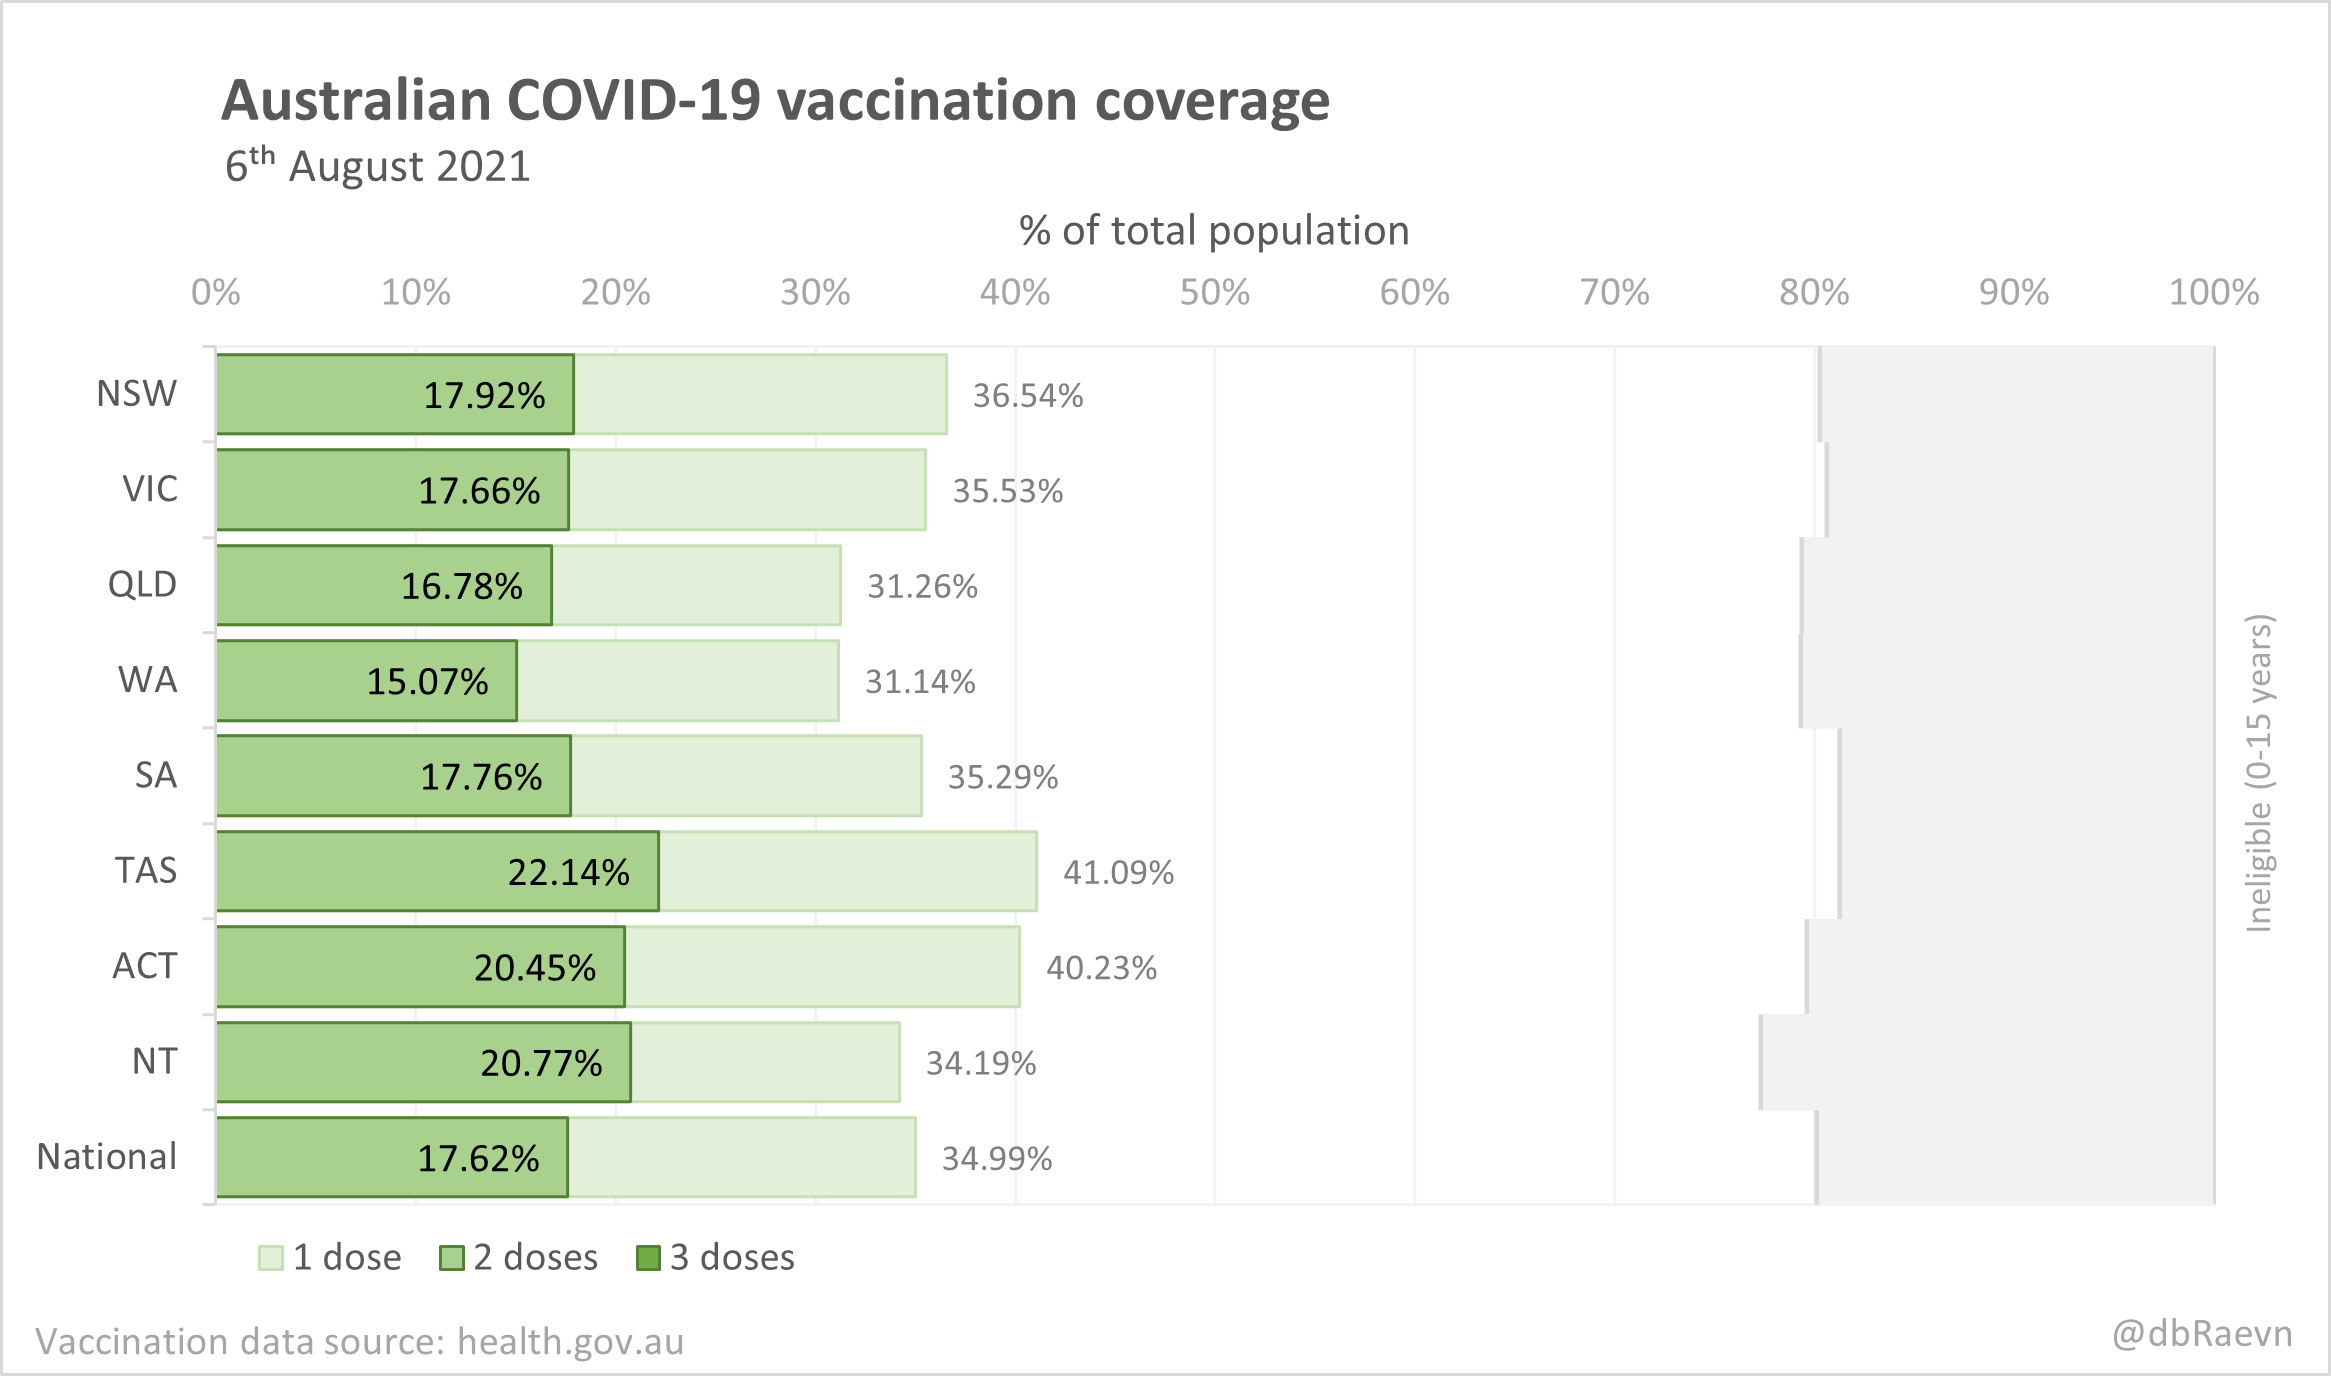 Australian COVID-19 vaccination coverage
6th August 2021
% of total population
0% 10% 20% 30% 40% 50% 60% 70% 80% 90% 100%
NSW 17.92% 36.54%
VIC 17.66% 35.53%
QLD 16.78% 31.26%
WA 15.07% 31.14%
SA 17.76% 35.29%
TAS 22.14% 41.09%
ACT 20.45% 40.23%
NT 20.77% 34.19%
National 17.62% 34.99%
Ineligible (0-15 years)
1 dose 2 doses 3 doses
Vaccination data source: health.gov.au
@dbRaevn